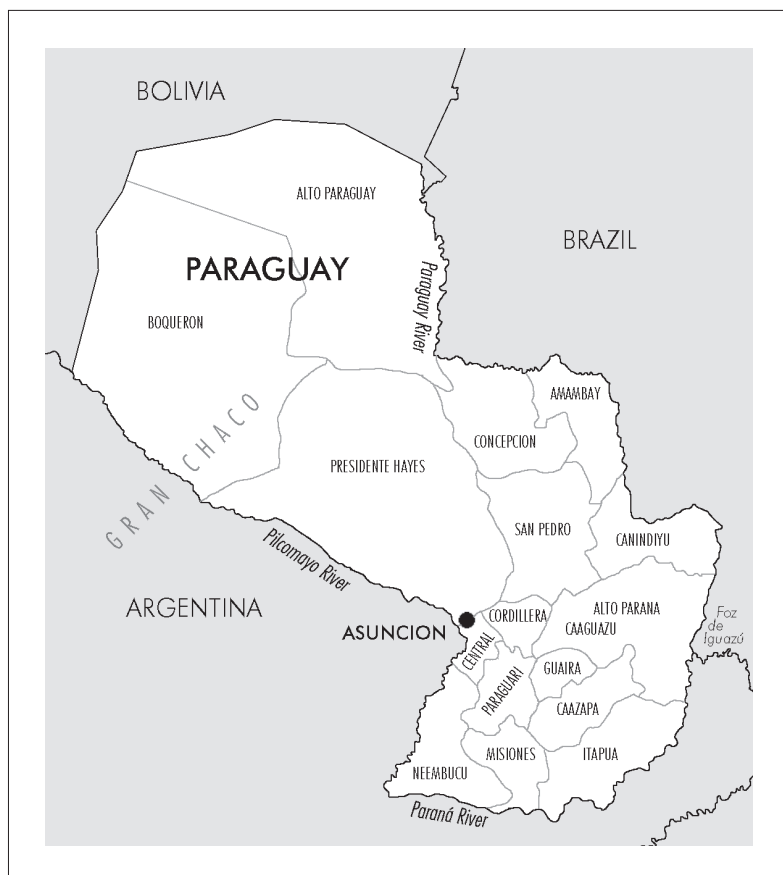 BOLIVIA
ALTO PARAGUAY
BRAZIL
PARAGUAY
Paraguay River
BOQUERON
AMAMBAY
GRAN CHACO
CONCEPCION
PRESIDENTE HAYES
SAN PEDRO
CANINDIYU
Pilcomayo River
ARGENTINA
CORDILLERA
ALTO PARANA
CAAGUAZU
Foz
de
Iguazú
ASUNCION
CENTRAL
GUAIRA
PARAGUARI
CAAZAPA
MISIONES
ITAPUA
NEEMBUCU
Paraná River